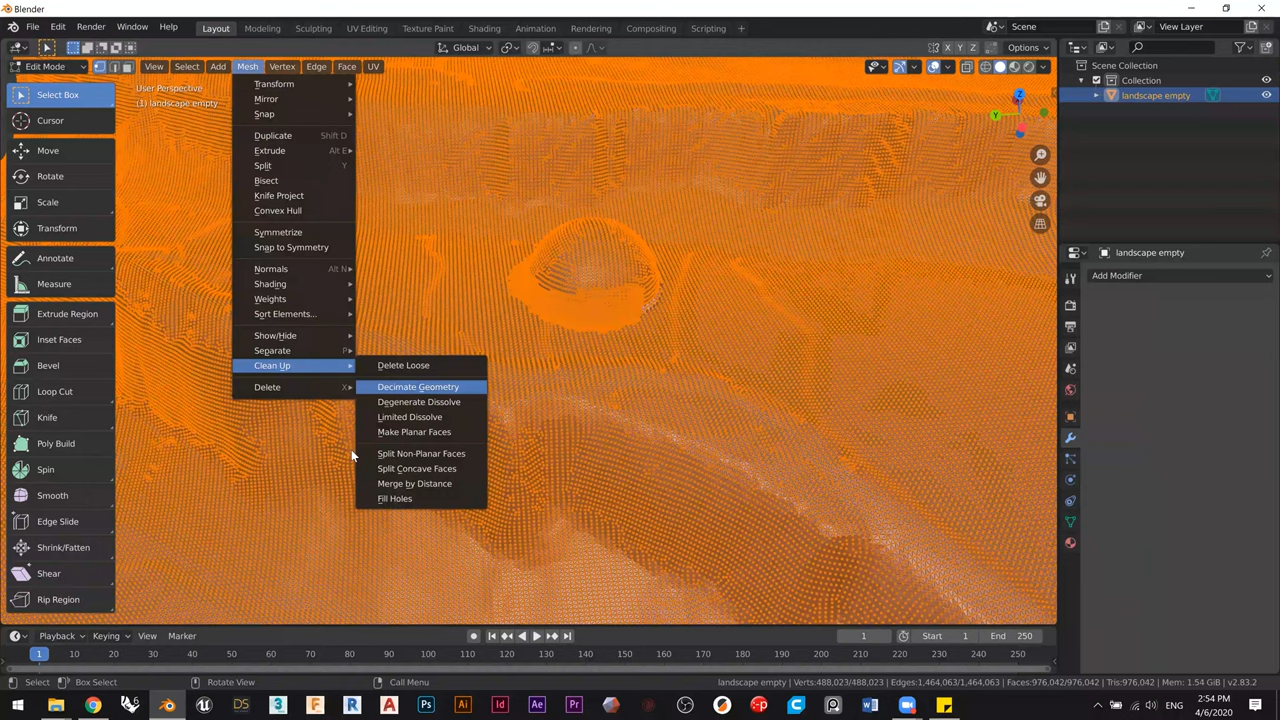 Blender
File Edit Render Window Help Layout Modeling Sculpting UV Editing Texture Paint Shading Animation Rendering Compositing Scripting Scene View Layer
Global X Y Z Options
Edit Mode View Select Add Mesh Vertex Edge Face UV
Scene Collection
Collection
landscape empty
Select Box
Cursor
Move
Rotate
Scale
Transform
Annotate
Measure
Extrude Region
Inset Faces
Bevel
Loop Cut
Knife
Poly Build
Spin
Smooth
Edge Slide
Shrink/Fatten
Shear
Rip Region
User Perspective
(1) landscape empty
Transform
Mirror
Snap
Duplicate Shift D
Extrude Alt E
Split Y
Bisect
Knife Project
Convex Hull
Symmetrize
Snap to Symmetry
Normals Alt N
Shading
Weights
Sort Elements...
Show/Hide
Separate P
Clean Up
Delete X
Delete Loose
Decimate Geometry
Degenerate Dissolve
Limited Dissolve
Make Planar Faces
Split Non-Planar Faces
Split Concave Faces
Merge by Distance
Fill Holes
Z
Y
landscape empty
Add Modifier
Playback Keying View Marker 1 Start 1 End 250
1 10 20 30 40 50 60 70 80 90 100 110 120 130 140 150 160 170 180 190 200 210 220 230 240 250
Select Box Select Rotate View Call Menu landscape empty | Verts:488,023/488,023 | Edges:1,464,063/1,464,063 | Faces:976,042/976,042 | Tris:976,042 | Mem: 1.54 GiB | v2.83.2
DS 3 F R A Ps Ai Id Ae Pr ENG
2:54 PM
4/6/2020